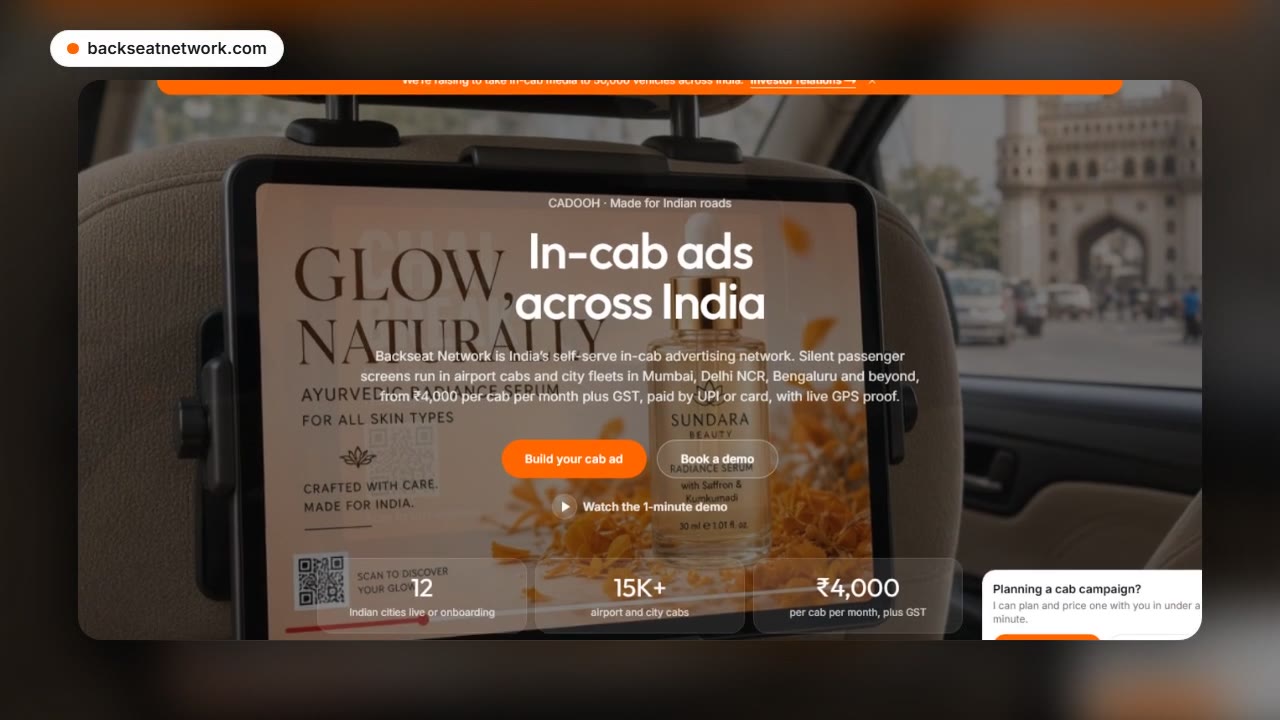 backseatnetwork.com
We're raising to take in-cab media to 50,000 vehicles across India. Investor relations → ×
CADOOH · Made for Indian roads
In-cab ads
across India
Backseat Network is India's self-serve in-cab advertising network. Silent passenger
screens run in airport cabs and city fleets in Mumbai, Delhi NCR, Bengaluru and beyond,
from ₹4,000 per cab per month plus GST, paid by UPI or card, with live GPS proof.
Build your cab ad
Book a demo
Watch the 1-minute demo
GLOW,
NATURALLY
AYURVEDIC RADIANCE SERUM
FOR ALL SKIN TYPES
CRAFTED WITH CARE.
MADE FOR INDIA.
SCAN TO DISCOVER
YOUR GLOW
SUNDARA
BEAUTY
RADIANCE SERUM
with Saffron &
Kumkumadi
30 ml e 1.01 fl. oz.
12
Indian cities live or onboarding
15K+
airport and city cabs
₹4,000
per cab per month, plus GST
Planning a cab campaign?
I can plan and price one with you in under a
minute.